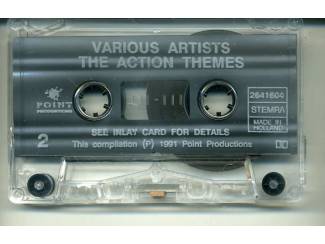 VARIOUS ARTISTS
THE ACTION THEMES
POINT
PRODUCTIONS
2641604
STEMRA
MADE IN
HOLLAND
2
SEE INLAY CARD FOR DETAILS
This compilation (P) 1991 Point Productions